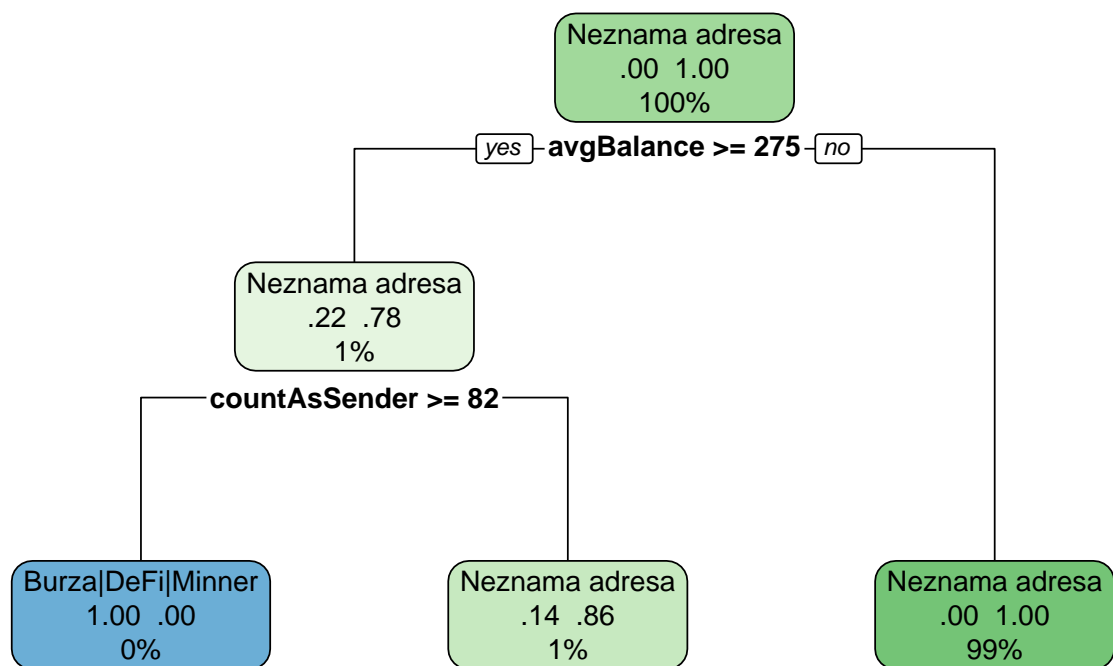 Neznama adresa
.00 1.00
100%
yes avgBalance >= 275 no
Neznama adresa
.22 .78
1%
countAsSender >= 82
Burza|DeFi|Minner
1.00 .00
0%
Neznama adresa
.14 .86
1%
Neznama adresa
.00 1.00
99%